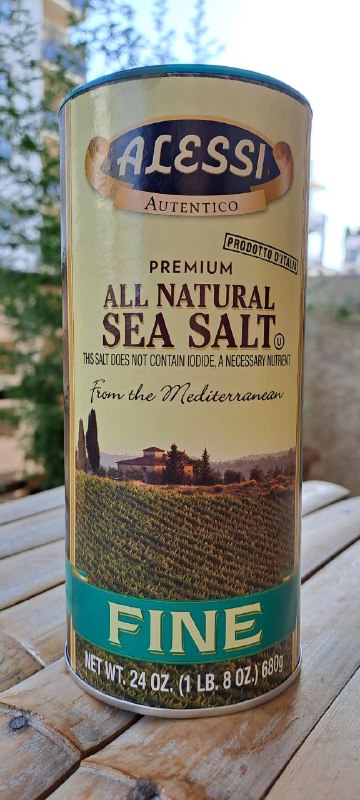 ALESSI
AUTENTICO
PRODOTTO D'ITALIA
PREMIUM
ALL NATURAL
SEA SALT
U
THIS SALT DOES NOT CONTAIN IODIDE, A NECESSARY NUTRIENT
From the Mediterranean
FINE
NET WT. 24 OZ. (1 LB. 8 OZ.) 680g